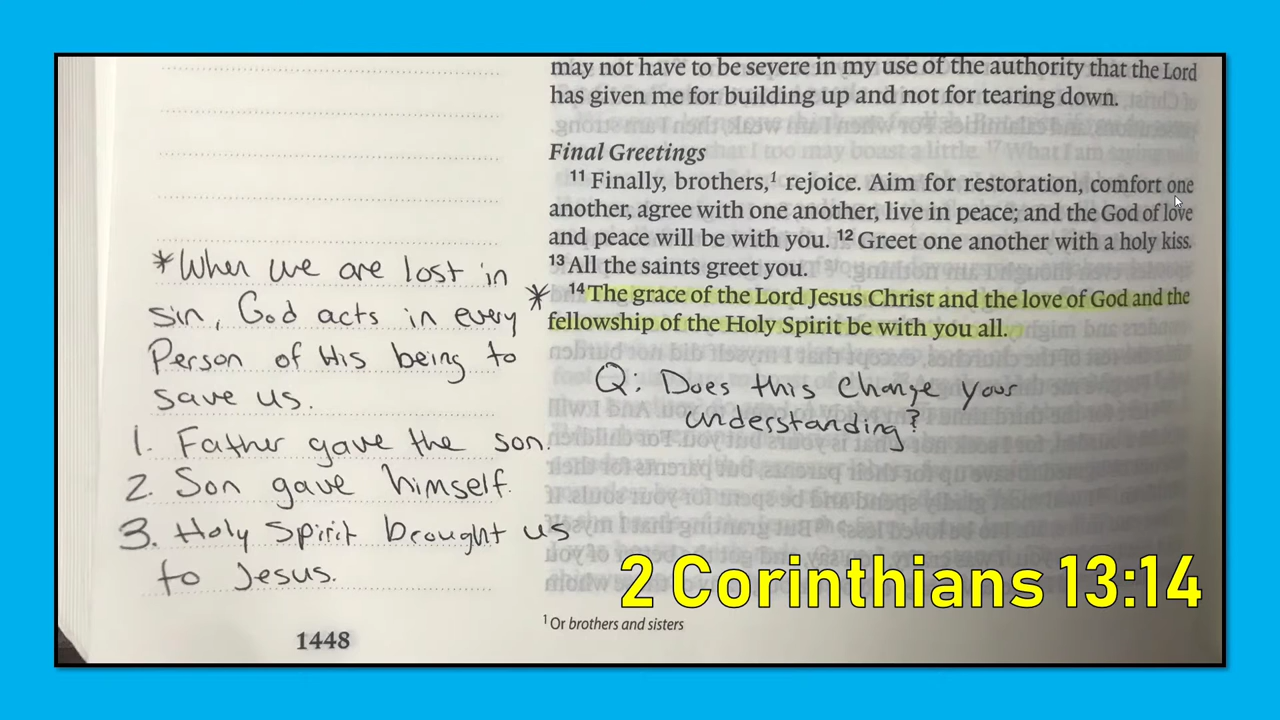 may not have to be severe in my use of the authority that the Lord
has given me for building up and not for tearing down.
Final Greetings
11 Finally, brothers,1 rejoice. Aim for restoration, comfort one
another, agree with one another, live in peace; and the God of love
and peace will be with you. 12 Greet one another with a holy kiss.
13 All the saints greet you.
* 14 The grace of the Lord Jesus Christ and the love of God and the
fellowship of the Holy Spirit be with you all.
Q: Does this change your
understanding?
*When we are lost in
sin, God acts in every
Person of His being to
save us.
1. Father gave the son.
2. Son gave himself.
3. Holy Spirit brought us
to Jesus.
2 Corinthians 13:14
1 Or brothers and sisters
1448